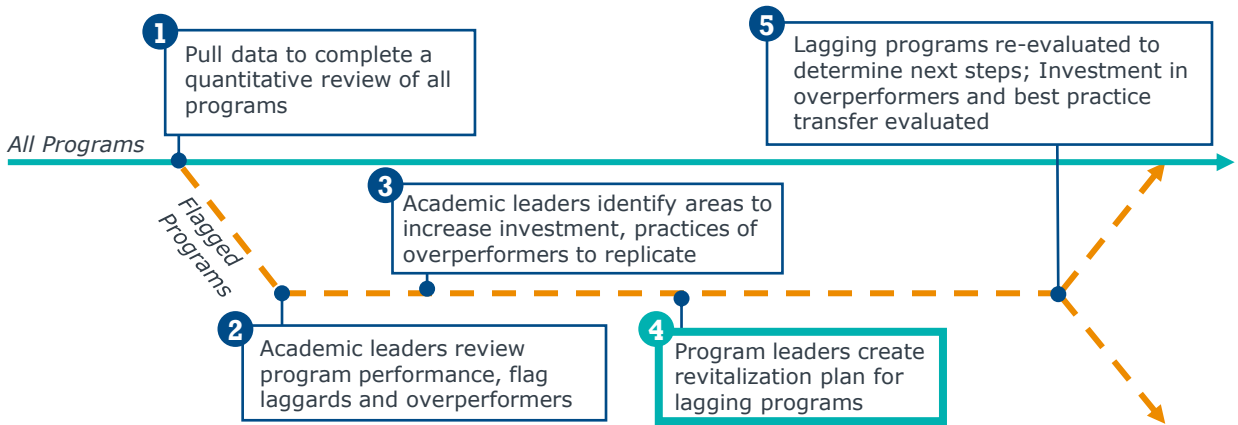 1
Pull data to complete a
quantitative review of all
programs
5
Lagging programs re-evaluated to
determine next steps; Investment in
overperformers and best practice
transfer evaluated
All Programs
Flagged
Programs
3
Academic leaders identify areas to
increase investment, practices of
overperformers to replicate
2
Academic leaders review
program performance, flag
laggards and overperformers
4
Program leaders create
revitalization plan for
lagging programs